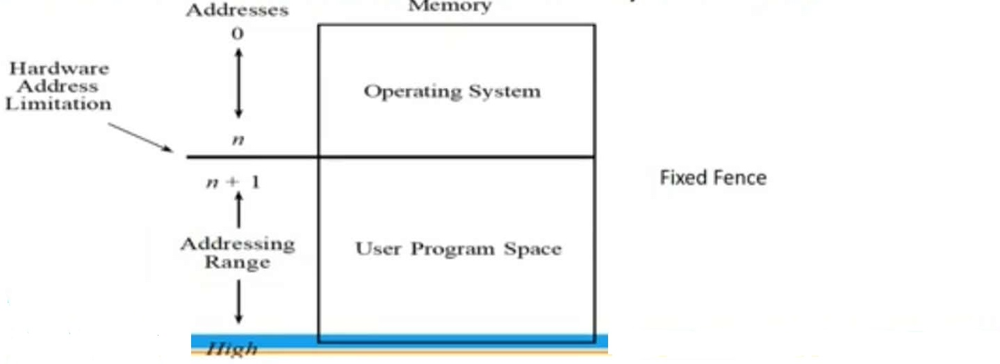 Addresses
Memory
0
Hardware
Address
Limitation
Operating System
n
n + 1
Fixed Fence
Addressing
Range
User Program Space
High